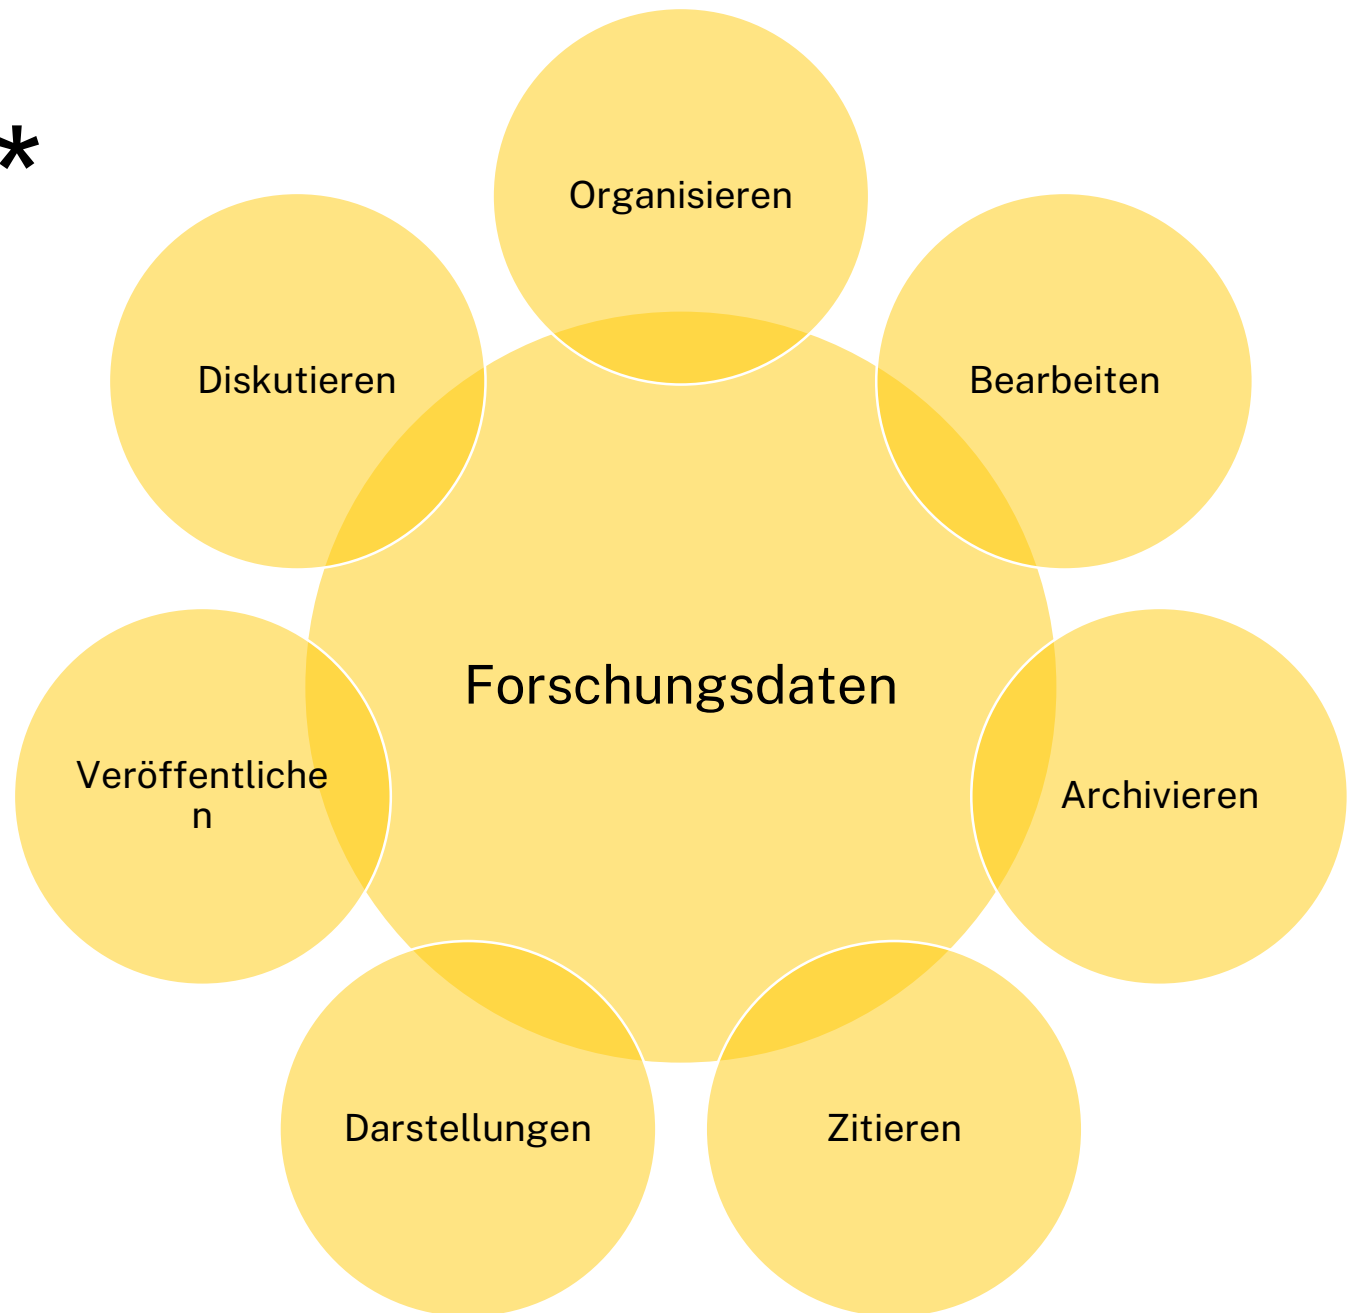 *
Organisieren
Diskutieren
Bearbeiten
Forschungsdaten
Veröffentliche
n
Archivieren
Darstellungen
Zitieren